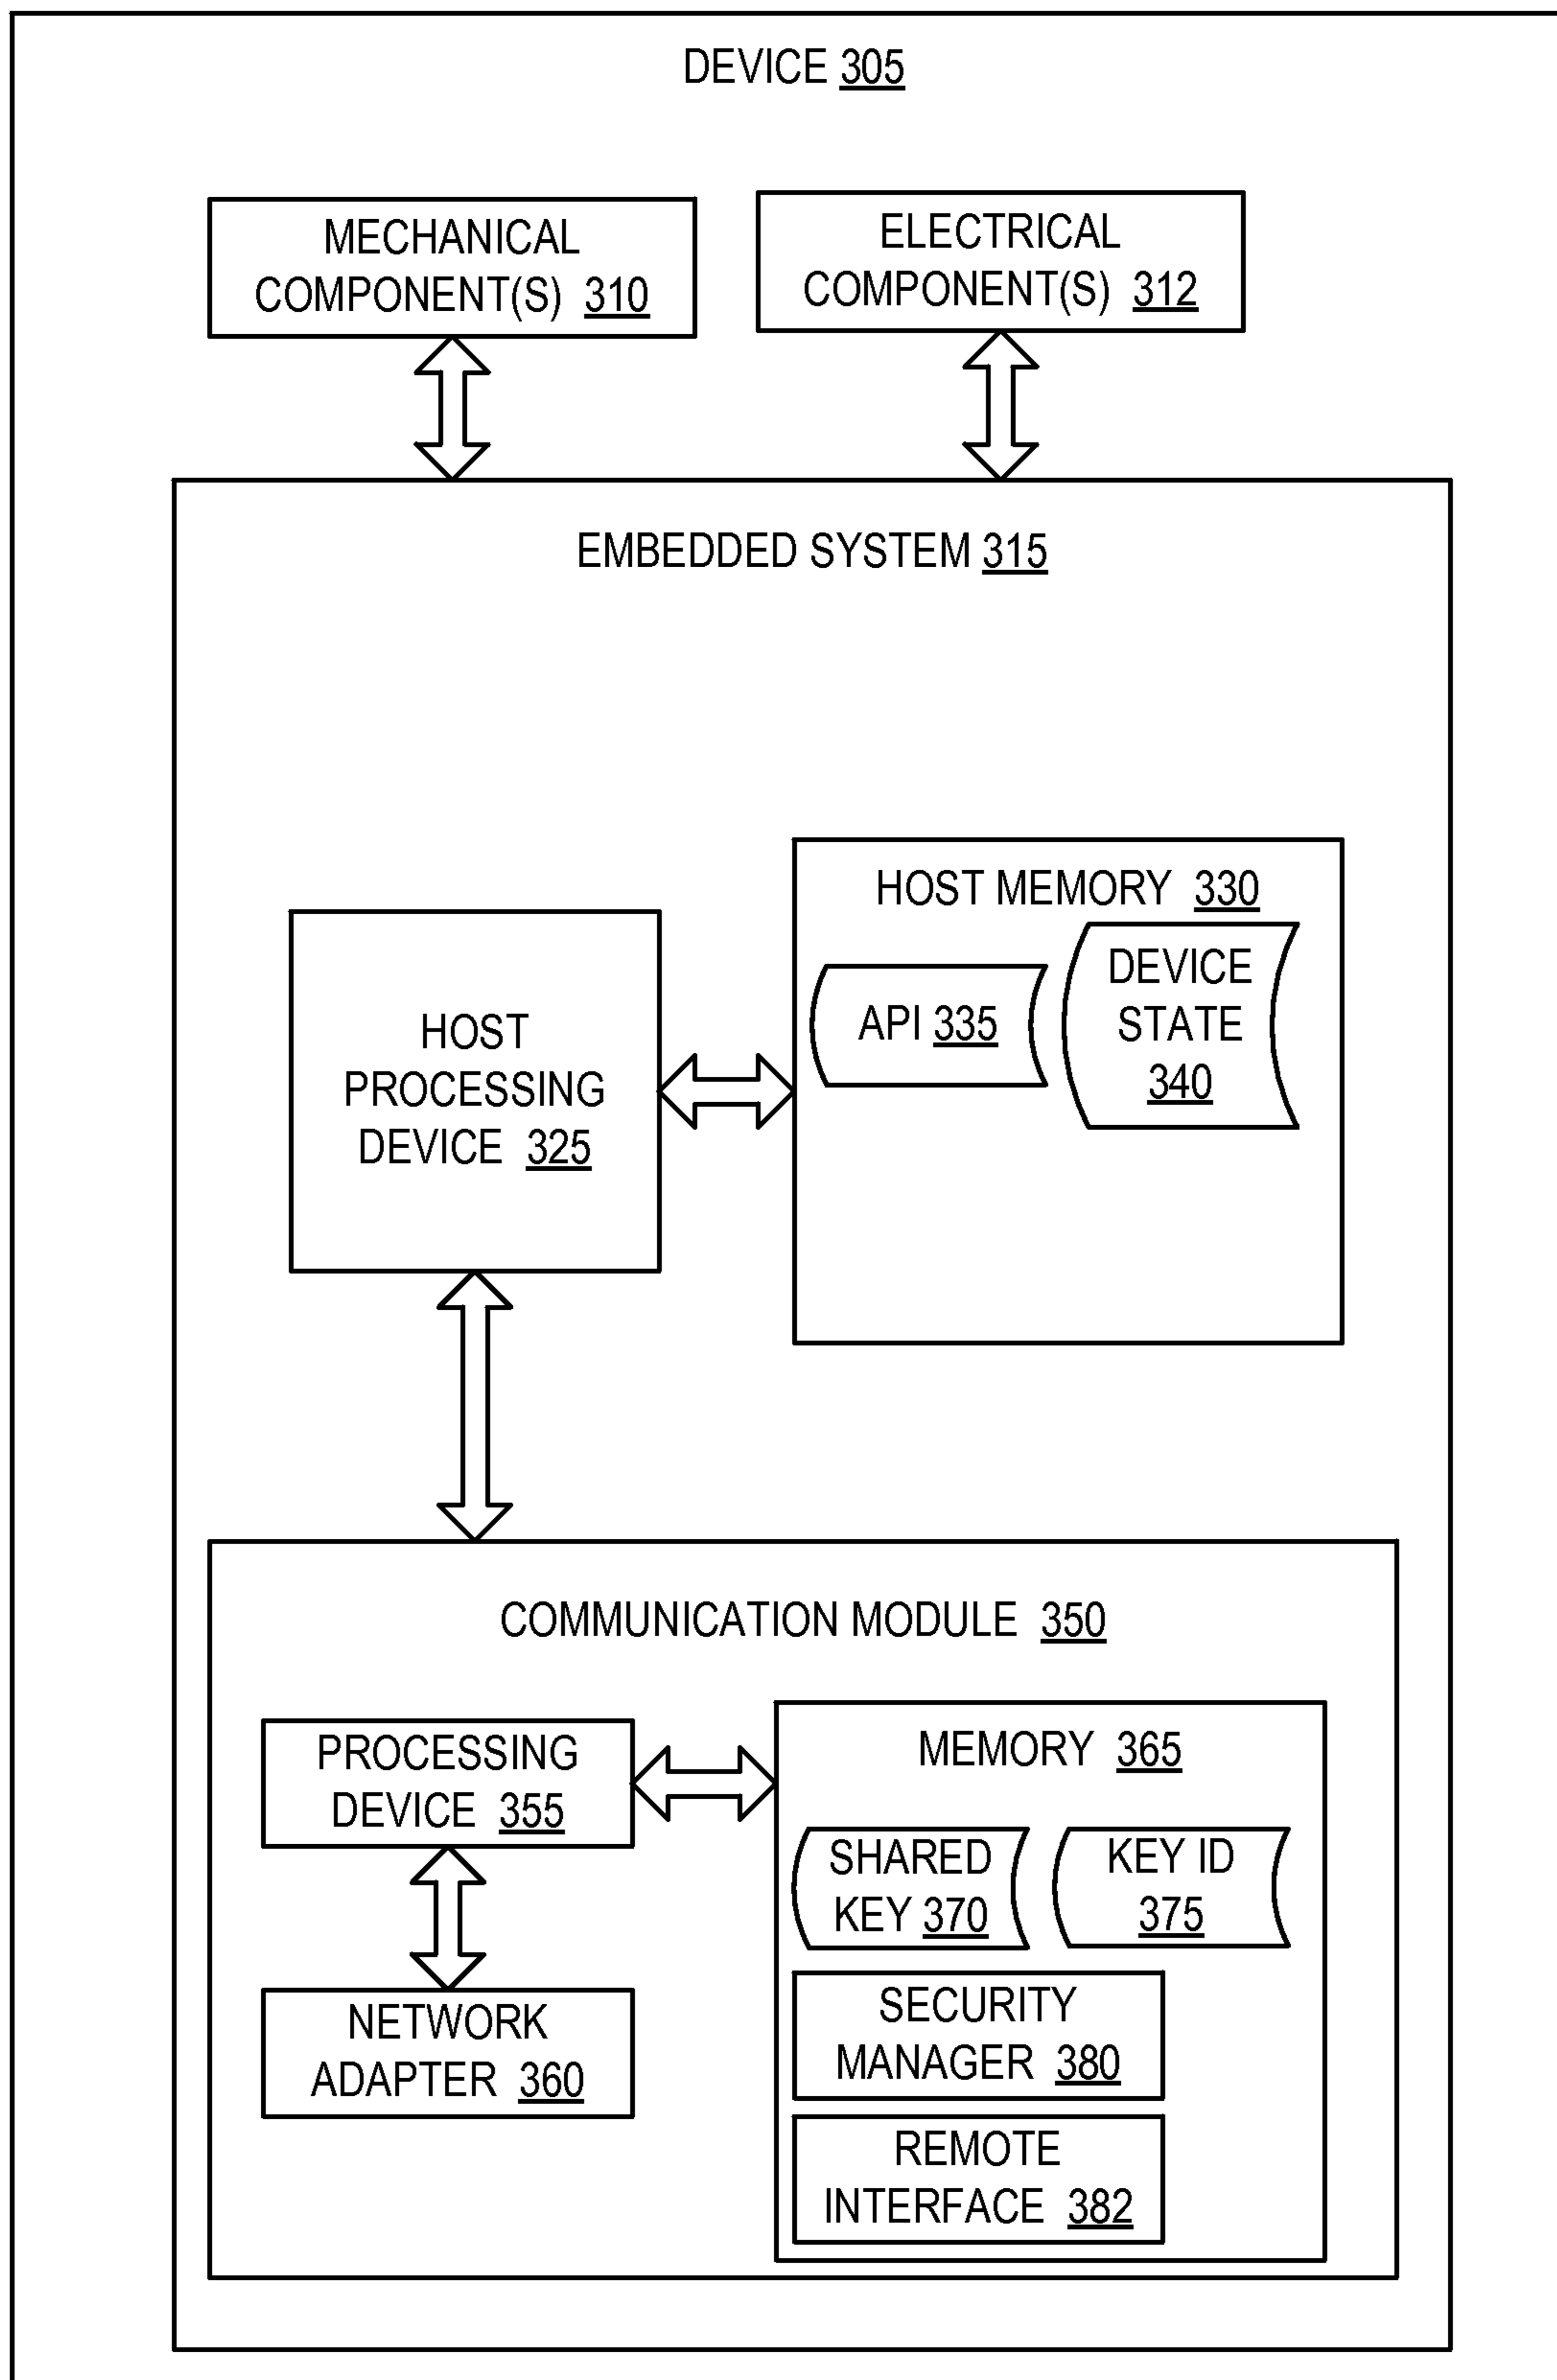 DEVICE 305
MECHANICAL
COMPONENT(S) 310
ELECTRICAL
COMPONENT(S) 312
EMBEDDED SYSTEM 315
HOST MEMORY 330
API 335
DEVICE
STATE
340
HOST
PROCESSING
DEVICE 325
COMMUNICATION MODULE 350
PROCESSING
DEVICE 355
MEMORY 365
SHARED
KEY 370
KEY ID
375
NETWORK
ADAPTER 360
SECURITY
MANAGER 380
REMOTE
INTERFACE 382